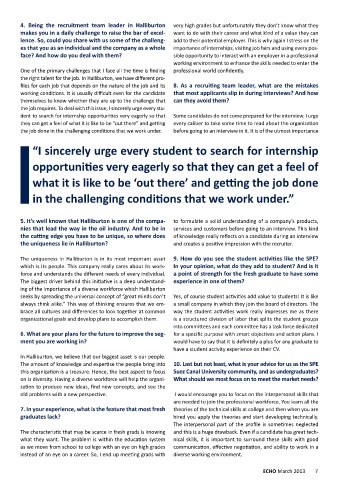 4. Being the recruitment team leader in Halliburton
makes you in a daily challenge to raise the bar of excel-
lence. So, could you share with us some of the challeng-
es that you as an individual and the company as a whole
face? And how do you deal with them?
One of the primary challenges that I face all the time is finding
the right talent for the job. In Halliburton, we have different pro-
files for each job that depends on the nature of the job and its
working conditions. It is usually difficult even for the candidate
themselves to know whether they are up to the challenge that
the job requires. To deal with this issue, I sincerely urge every stu-
dent to search for internship opportunities very eagerly so that
they can get a feel of what it is like to be "out there" and getting
the job done in the challenging conditions that we work under.
very high grades but unfortunately they don't know what they
want to do with their career and what kind of a value they can
add to their potential employer. This is why again I stress on the
importance of internships, visiting job fairs and using every pos-
sible opportunity to interact with an employer in a professional
working environment to enhance the skills needed to enter the
professional world confidently.
8. As a recruiting team leader, what are the mistakes
that most applicants slip in during interviews? And how
can they avoid them?
Some candidates do not come prepared for the interview. I urge
every caliber to take some time to read about the organization
before going to an interview in it. It is of the utmost importance
"I sincerely urge every student to search for internship
opportunities very eagerly so that they can get a feel of
what it is like to be 'out there' and getting the job done
in the challenging conditions that we work under."
5. It's well known that Halliburton is one of the compa-
nies that lead the way in the oil industry. And to be in
the cutting edge you have to be unique, so where does
the uniqueness lie in Halliburton?
The uniqueness in Halliburton is in its most important asset
which is its people. This company really cares about its work-
force and understands the different needs of every individual.
The biggest driver behind this initiative is a deep understand-
ing of the importance of a diverse workforce which Halliburton
seeks by spreading the universal concept of "great minds don't
always think alike." This way of thinking ensures that we em-
brace all cultures and differences to look together at common
organizational goals and develop plans to accomplish them.
6. What are your plans for the future to improve the seg-
ment you are working in?
In Halliburton, we believe that our biggest asset is our people.
The amount of knowledge and expertise the people bring into
this organization is a treasure. Hence, the best aspect to focus
on is diversity. Having a diverse workforce will help the organi-
zation to produce new ideas, find new concepts, and see the
old problems with a new perspective.
7. In your experience, what is the feature that most fresh
graduates lack?
The characteristic that may be scarce in fresh grads is knowing
what they want. The problem is within the education system
as we move from school to college with an eye on high grades
instead of an eye on a career. So, I end up meeting grads with
to formulate a solid understanding of a company's products,
services and customers before going to an interview. This kind
of knowledge really reflects on a candidate during an interview
and creates a positive impression with the recruiter.
9. How do you see the student activities like the SPE?
In your opinion, what do they add to student? And is it
a point of strength for the fresh graduate to have some
experience in one of them?
Yes, of course student activities add value to students! It is like
a small company in which they join the board of directors. The
way the student activities work really impresses me as there
is a structured division of labor that splits the student groups
into committees and each committee has a task force dedicated
for a specific purpose with smart objectives and action plans. I
would have to say that it is definitely a plus for any graduate to
have a student activity experience on their CV.
10. Last but not least, what is your advice for us as the SPE
Suez Canal University community, and as undergraduates?
What should we most focus on to meet the market needs?
I would encourage you to focus on the interpersonal skills that
are needed to join the professional workforce. You learn all the
theories of the technical skills at college and then when you are
hired you apply the theories and start developing technically.
The interpersonal part of the profile is sometimes neglected
and this is a huge drawback. Even if a candidate has great tech-
nical skills, it is important to surround these skills with good
communication, effective negotiation, and ability to work in a
diverse working environment.
ECHO March 2013 7